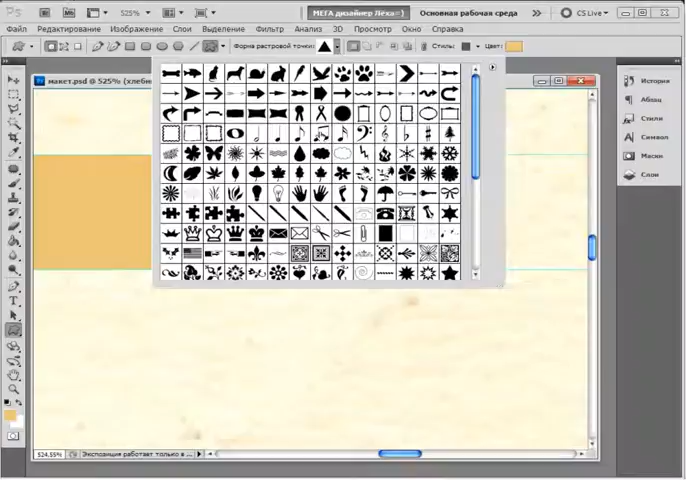 Ps Br Mb 525% МЕГА дизайнер Лёха=) Основная рабочая среда CS Live
Файл Редактирование Изображение Слои Выделение Фильтр Анализ 3D Просмотр Окно Справка
Форма растровой точки: Стиль: Цвет:
макет.psd @ 525% (хлебн
История
Абзац
Стили
Символ
Маски
Слои
524,55% Экспозиция работает только в ...